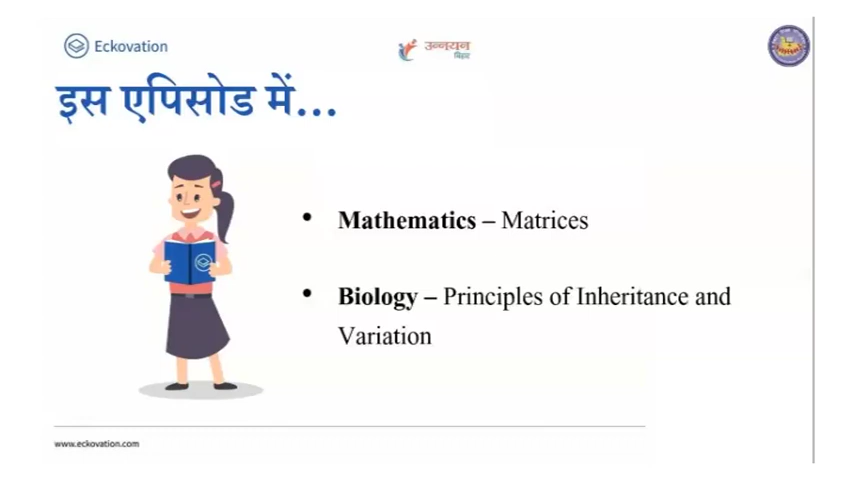 Eckovation
उन्नयन
बिहार
इस एपिसोड में...
• Mathematics – Matrices
• Biology – Principles of Inheritance and
Variation
www.eckovation.com